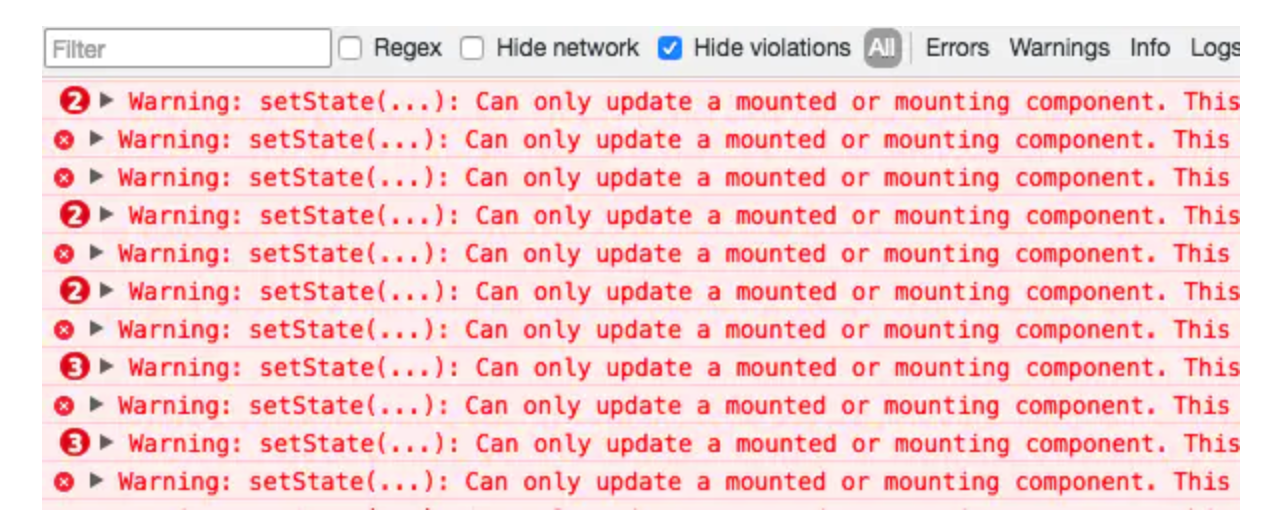 Filter Regex Hide network Hide violations All Errors Warnings Info Logs
2 Warning: setState(...): Can only update a mounted or mounting component. This
Warning: setState(...): Can only update a mounted or mounting component. This
Warning: setState(...): Can only update a mounted or mounting component. This
2 Warning: setState(...): Can only update a mounted or mounting component. This
Warning: setState(...): Can only update a mounted or mounting component. This
2 Warning: setState(...): Can only update a mounted or mounting component. This
Warning: setState(...): Can only update a mounted or mounting component. This
3 Warning: setState(...): Can only update a mounted or mounting component. This
Warning: setState(...): Can only update a mounted or mounting component. This
3 Warning: setState(...): Can only update a mounted or mounting component. This
Warning: setState(...): Can only update a mounted or mounting component. This